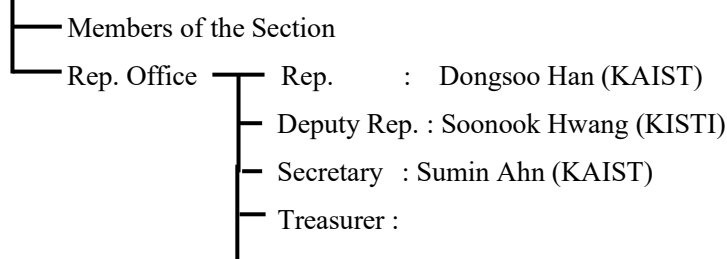 Members of the Section
Rep. Office Rep. : Dongsoo Han (KAIST)
Deputy Rep. : Soonook Hwang (KISTI)
Secretary : Sumin Ahn (KAIST)
Treasurer :